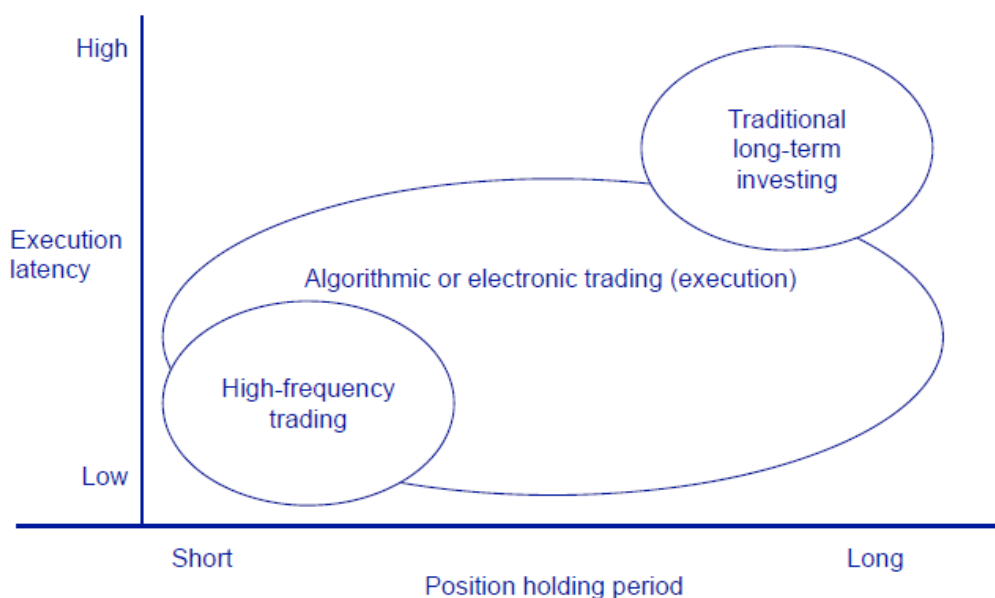 High
Traditional
long-term
investing
Execution
latency
Algorithmic or electronic trading (execution)
High-frequency
trading
Low
Short
Long
Position holding period